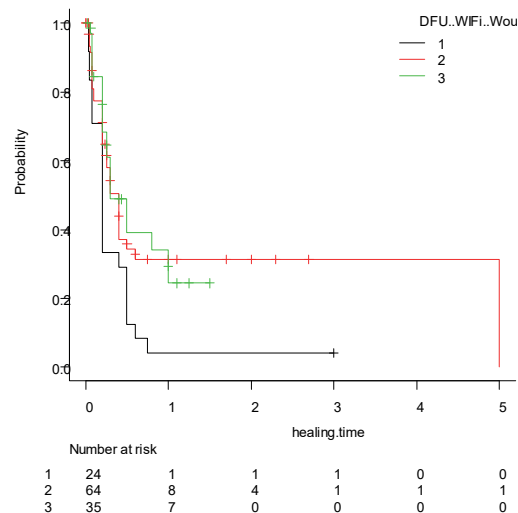 DFU..WIFi..Wou
1
2
3
1.0
0.8
0.6
0.4
0.2
0.0
Probability
0 1 2 3 4 5
healing.time
Number at risk
1 24 1 1 1 0 0
2 64 8 4 1 1 1
3 35 7 0 0 0 0